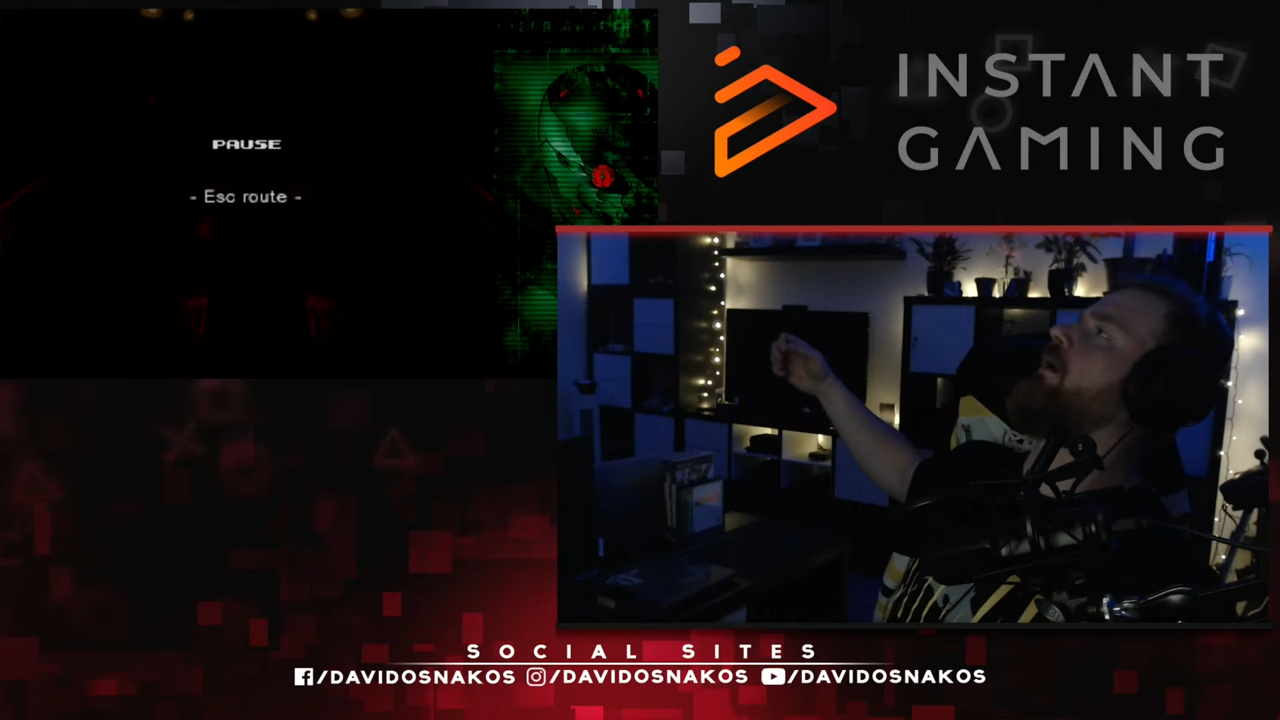 PAUSE
- Esc route -
INSTANT
GAMING
SOCIAL SITES
/DAVIDOSNAKOS /DAVIDOSNAKOS /DAVIDOSNAKOS